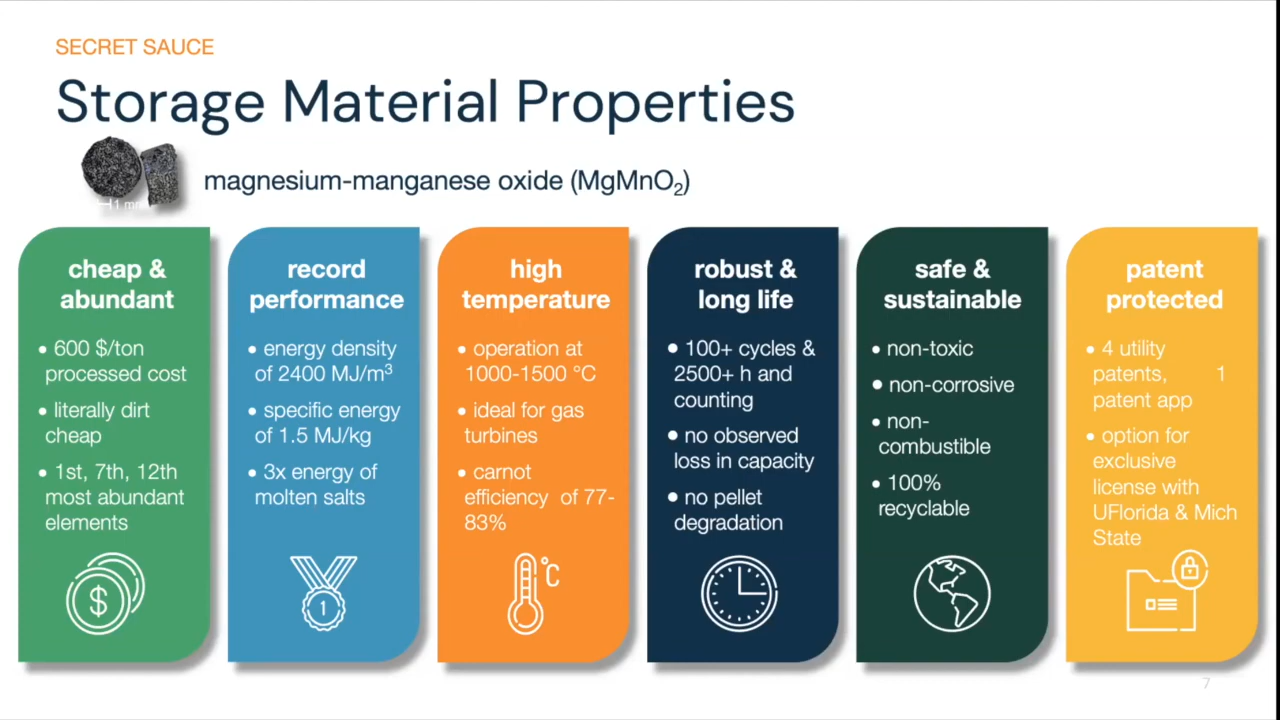 SECRET SAUCE
Storage Material Properties
1 mm
magnesium-manganese oxide (MgMnO₂)
cheap &
abundant
• 600 $/ton
processed cost
• literally dirt
cheap
• 1st, 7th, 12th
most abundant
elements
$
record
performance
• energy density
of 2400 MJ/m³
• specific energy
of 1.5 MJ/kg
• 3x energy of
molten salts
1
high
temperature
• operation at
1000-1500 °C
• ideal for gas
turbines
• carnot
efficiency of 77-
83%
°C
robust &
long life
• 100+ cycles &
2500+ h and
counting
• no observed
loss in capacity
• no pellet
degradation
safe &
sustainable
• non-toxic
• non-corrosive
• non-
combustible
• 100%
recyclable
patent
protected
• 4 utility
patents, 1
patent app
• option for
exclusive
license with
UFlorida & Mich
State
7